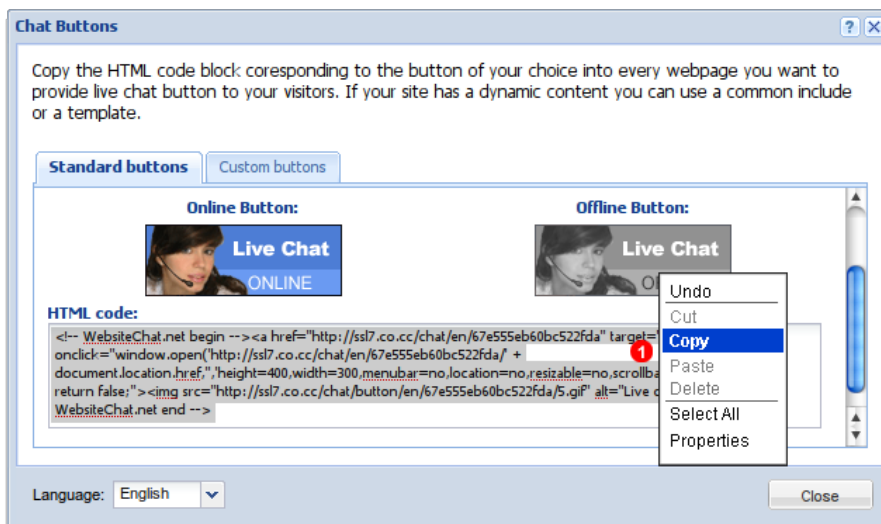 Chat Buttons
Copy the HTML code block coresponding to the button of your choice into every webpage you want to
provide live chat button to your visitors. If your site has a dynamic content you can use a common include
or a template.
Standard buttons Custom buttons
Online Button: Offline Button:
Live Chat Live Chat
ONLINE
HTML code:
<!-- WebsiteChat.net begin --><a href="http://ssl7.co.cc/chat/en/67e555eb60bc522fda" target="
onclick="window.open('http://ssl7.co.cc/chat/en/67e555eb60bc522fda/' +
document.location.href,'','height=400,width=300,menubar=no,location=no,resizable=no,scrollba
return false;"><img src="http://ssl7.co.cc/chat/button/en/67e555eb60bc522fda/5.gif" alt="Live
WebsiteChat.net end -->
1
Undo
Cut
Copy
Paste
Delete
Select All
Properties
Language: English
Close